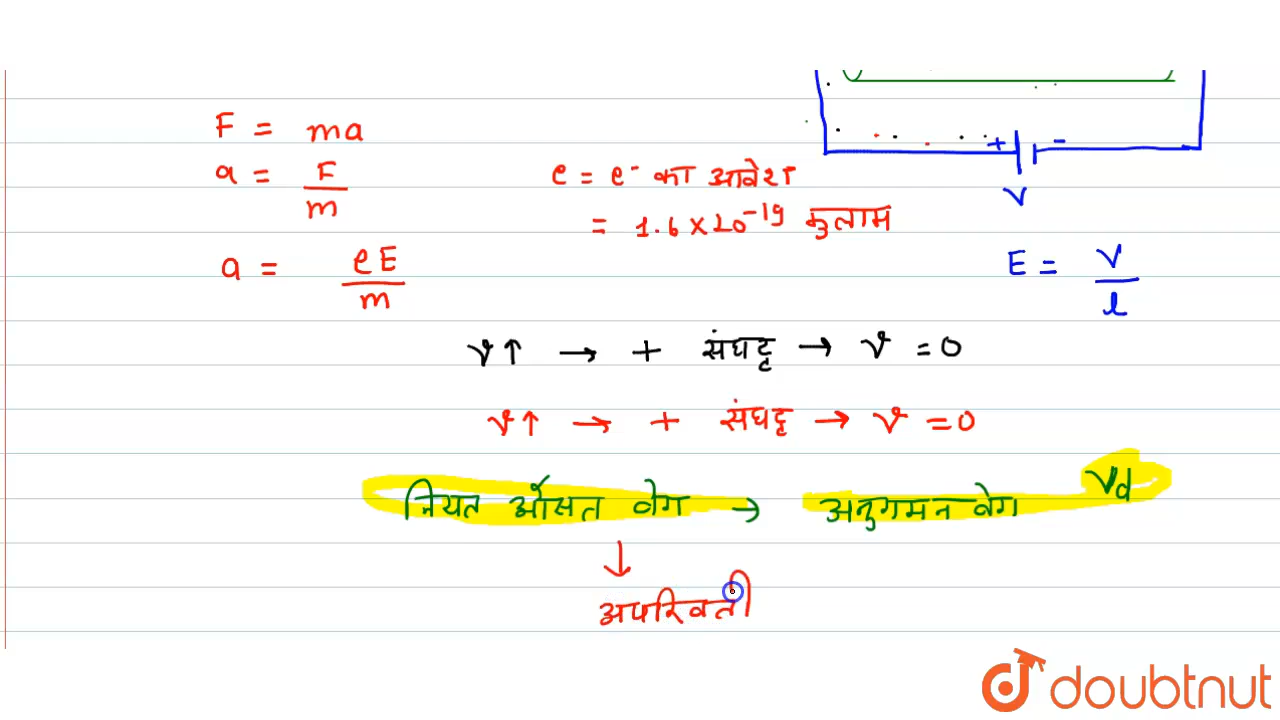 F = ma
a = F/m
e = e⁻ का आवेश
= 1.6×10⁻¹⁹ कुलाम
a = eE/m
+ -
V
E = V/l
v↑ → + संघट्ट → v = 0
v↑ → + संघट्ट → v = 0
नियत औसत वेग → अनुगमन वेग Vd
↓
अपरिवर्ती
doubtnut